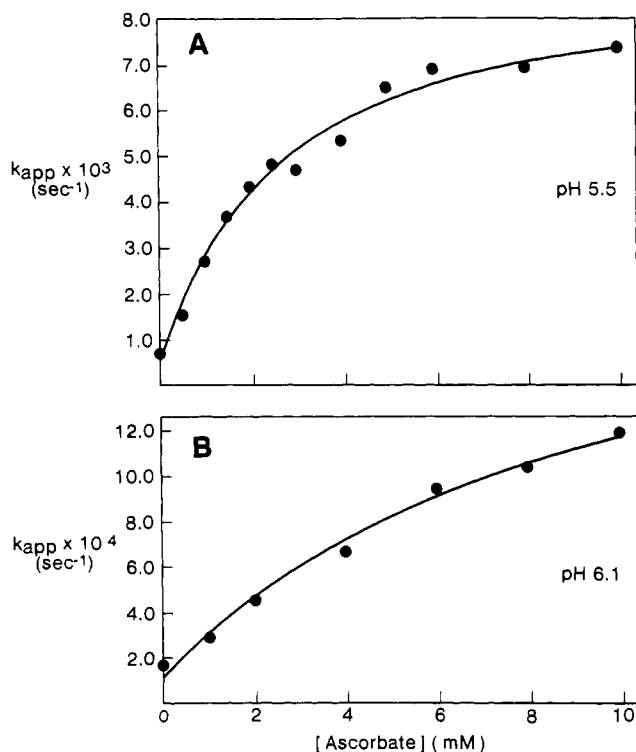 A
8.0
7.0
6.0
5.0
4.0
3.0
2.0
1.0
kapp x 10³
(sec⁻¹)
pH 5.5
B
12.0
10.0
8.0
6.0
4.0
2.0
kapp x 10⁴
(sec⁻¹)
pH 6.1
0 2 4 6 8 10
[Ascorbate] (mM)